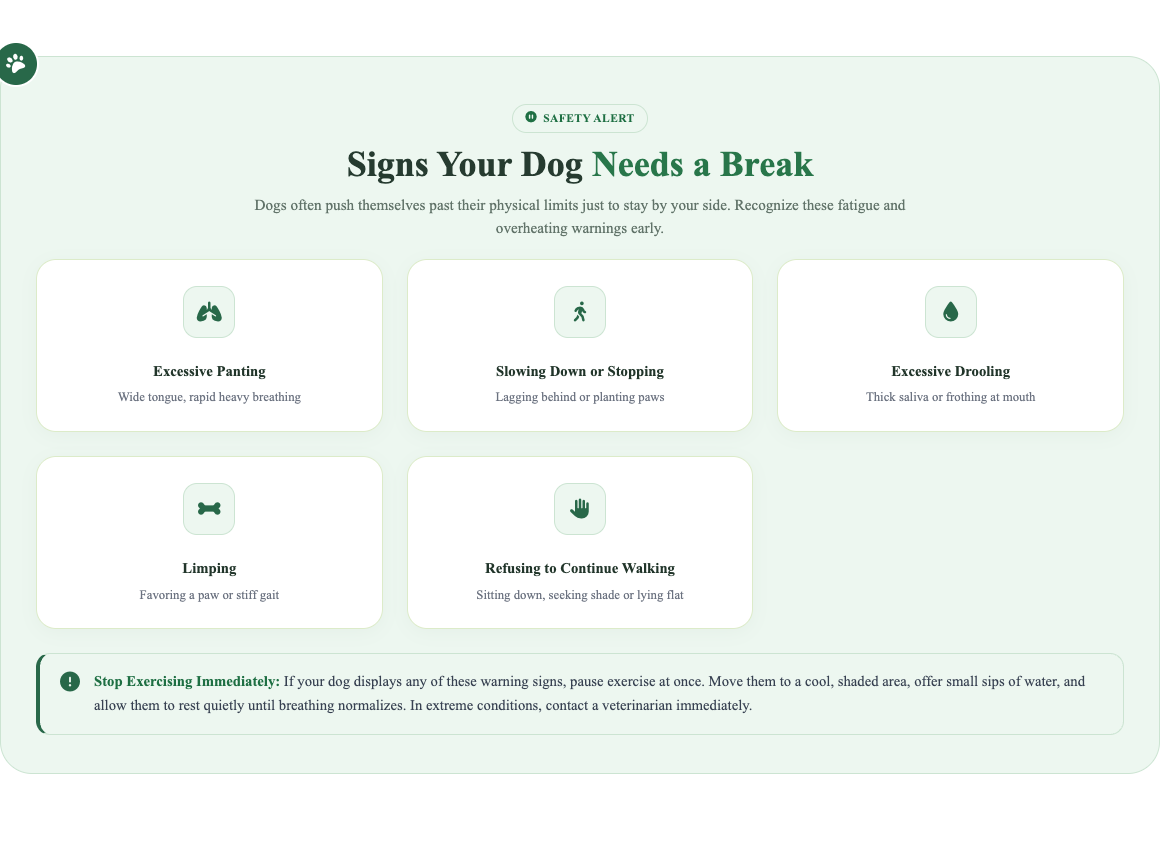 SAFETY ALERT
Signs Your Dog Needs a Break
Dogs often push themselves past their physical limits just to stay by your side. Recognize these fatigue and
overheating warnings early.
Excessive Panting
Wide tongue, rapid heavy breathing
Slowing Down or Stopping
Lagging behind or planting paws
Excessive Drooling
Thick saliva or frothing at mouth
Limping
Favoring a paw or stiff gait
Refusing to Continue Walking
Sitting down, seeking shade or lying flat
Stop Exercising Immediately: If your dog displays any of these warning signs, pause exercise at once. Move them to a cool, shaded area, offer small sips of water, and
allow them to rest quietly until breathing normalizes. In extreme conditions, contact a veterinarian immediately.